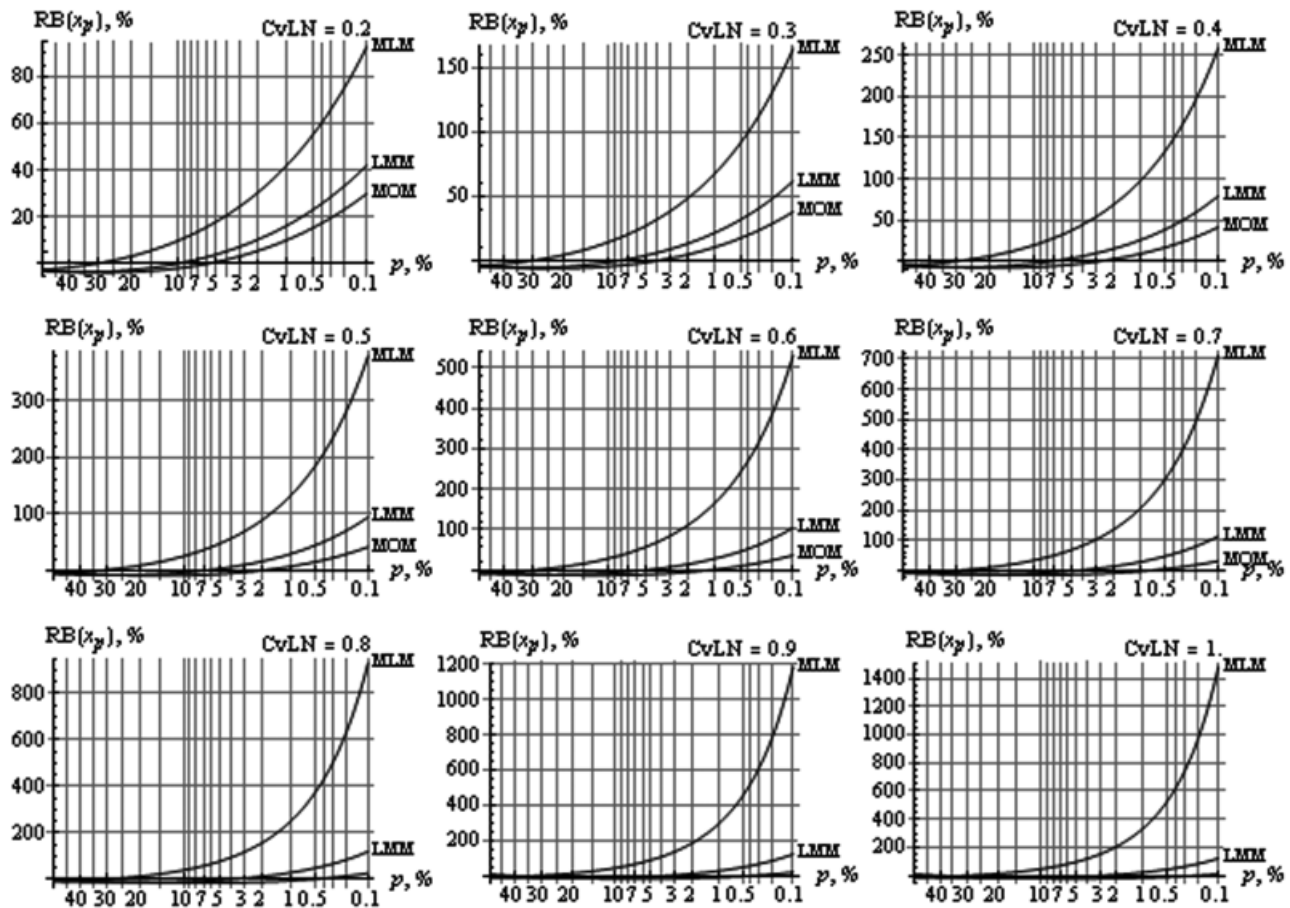 RB(xp), %
CvLN = 0.2
MLM
80
60
40
LMM
MOM
20
p, %
40 30 20 10 7 5 3 2 1 0.5 0.1
RB(xp), %
CvLN = 0.3
MLM
150
100
LMM
50
MOM
p, %
40 30 20 10 7 5 3 2 1 0.5 0.1
RB(xp), %
CvLN = 0.4
MLM
250
200
150
100
LMM
50
MOM
p, %
40 30 20 10 7 5 3 2 1 0.5 0.1
RB(xp), %
CvLN = 0.5
MLM
300
200
100
LMM
MOM
p, %
40 30 20 10 7 5 3 2 1 0.5 0.1
RB(xp), %
CvLN = 0.6
MLM
500
400
300
200
100
LMM
MOM
p, %
40 30 20 10 7 5 3 2 1 0.5 0.1
RB(xp), %
CvLN = 0.7
MLM
700
600
500
400
300
200
100
LMM
MOM
p, %
40 30 20 10 7 5 3 2 1 0.5 0.1
RB(xp), %
CvLN = 0.8
MLM
800
600
400
200
LMM
p, %
40 30 20 10 7 5 3 2 1 0.5 0.1
RB(xp), %
CvLN = 0.9
1200
MLM
1000
800
600
400
200
LMM
p, %
40 30 20 10 7 5 3 2 1 0.5 0.1
RB(xp), %
CvLN = 1.
MLM
1400
1200
1000
800
600
400
200
LMM
p, %
40 30 20 10 7 5 3 2 1 0.5 0.1